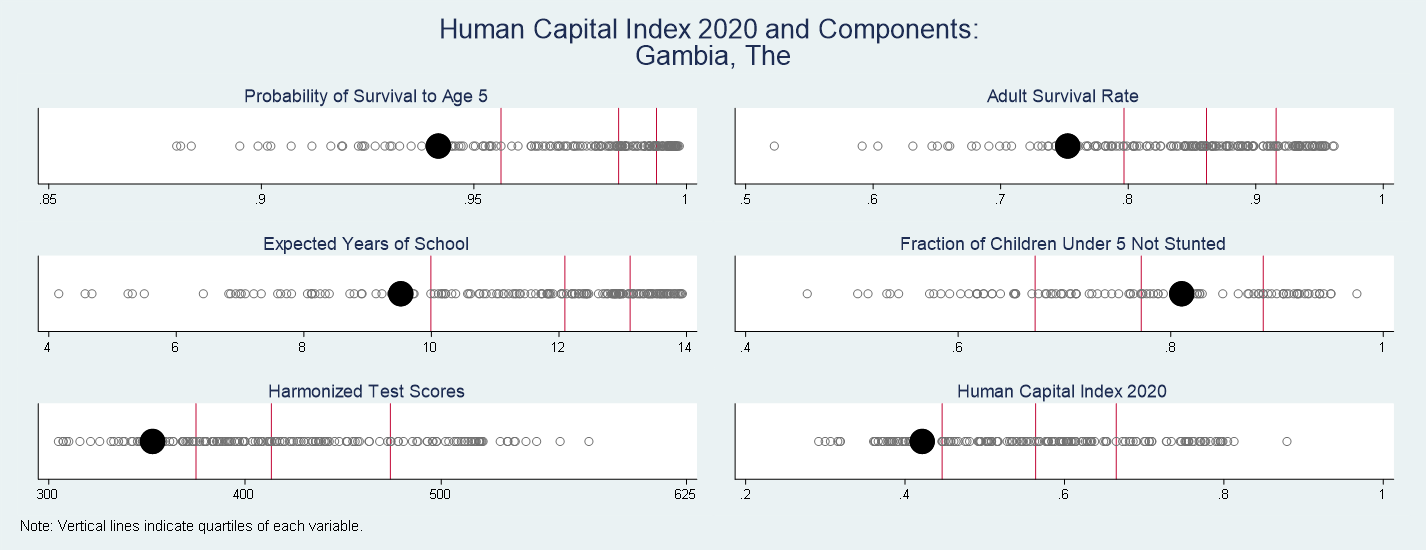 Human Capital Index 2020 and Components:
Gambia, The
Probability of Survival to Age 5
.85 .9 .95 1
Adult Survival Rate
.5 .6 .7 .8 .9 1
Expected Years of School
4 6 8 10 12 14
Fraction of Children Under 5 Not Stunted
.4 .6 .8 1
Harmonized Test Scores
300 400 500 625
Human Capital Index 2020
.2 .4 .6 .8 1
Note: Vertical lines indicate quartiles of each variable.